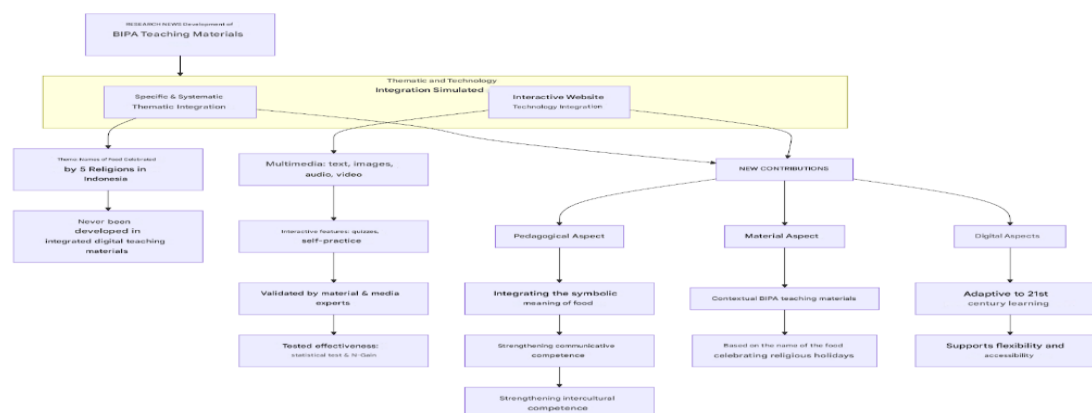 RESEARCH NEWS Development of
BIPA Teaching Materials
Thematic and Technology
Integration Simulated
Specific & Systematic
Thematic Integration
Interactive Website
Technology Integration
Theme: Names of Food Celebrated
by 5 Religions in
Indonesia
Never been
developed in
integrated digital teaching
materials
Multimedia: text, images,
audio, video
Interactive features: quizzes,
self-practice
Validated by material & media
experts
Tested effectiveness:
statistical test & N-Gain
NEW CONTRIBUTIONS
Pedagogical Aspect
Integrating the symbolic
meaning of food
Strengthening communicative
competence
Strengthening intercultural
competence
Material Aspect
Contextual BIPA teaching materials
Based on the name of the food
celebrating religious holidays
Digital Aspects
Adaptive to 21st
century learning
Supports flexibility and
accessibility